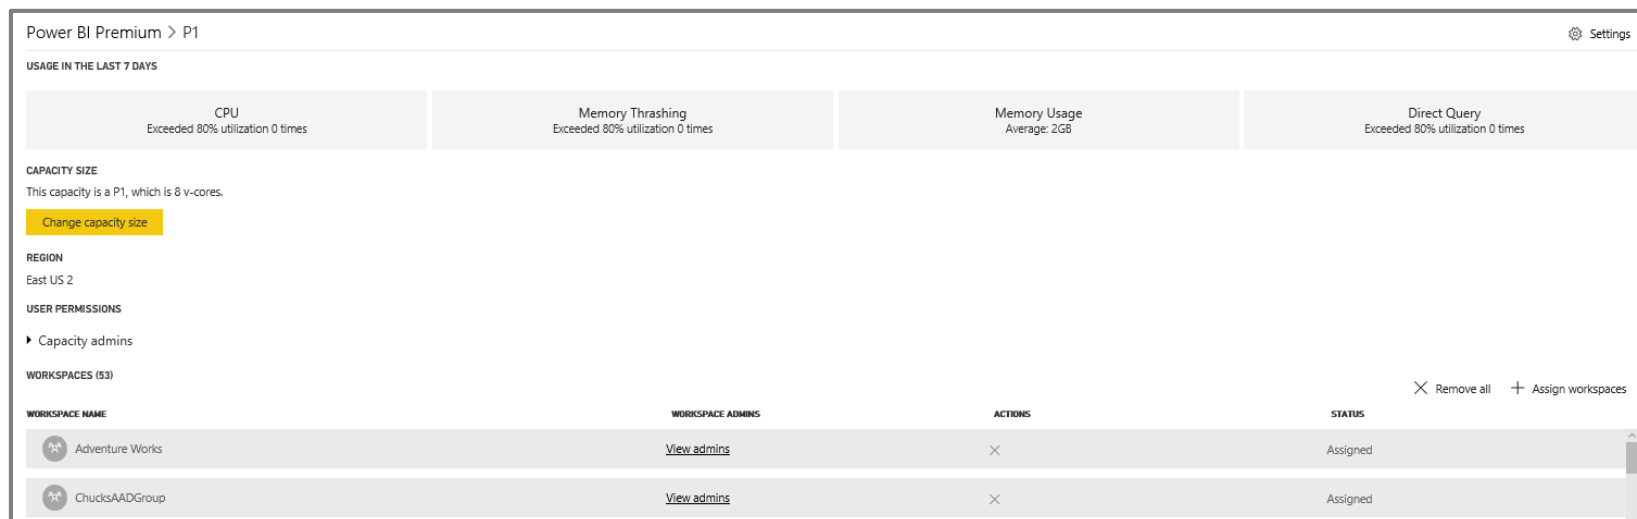 Power BI Premium > P1
Settings
USAGE IN THE LAST 7 DAYS
CPU
Exceeded 80% utilization 0 times
Memory Thrashing
Exceeded 80% utilization 0 times
Memory Usage
Average: 2GB
Direct Query
Exceeded 80% utilization 0 times
CAPACITY SIZE
This capacity is a P1, which is 8 v-cores.
Change capacity size
REGION
East US 2
USER PERMISSIONS
Capacity admins
WORKSPACES (53)
Remove all
Assign workspaces
WORKSPACE NAME WORKSPACE ADMINS ACTIONS STATUS
Adventure Works View admins Assigned
ChucksAADGroup View admins Assigned